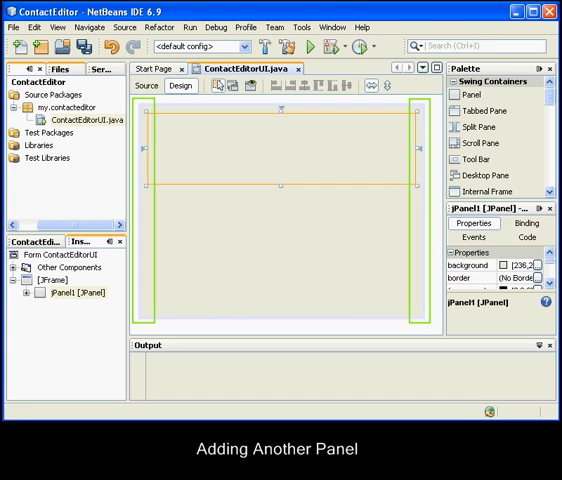 ContactEditor - NetBeans IDE 6.9
File Edit View Navigate Source Refactor Run Debug Profile Team Tools Window Help
<default config>
Search (Ctrl+I)
Files Ser...
Start Page ContactEditorUI.java
Palette
Source Design
ContactEditor
Source Packages
my.contacteditor
ContactEditorUI.java
Test Packages
Libraries
Test Libraries
Swing Containers
Panel
Tabbed Pane
Split Pane
Scroll Pane
Tool Bar
Desktop Pane
Internal Frame
jPanel1 [JPanel] -...
Properties Binding
Events Code
Properties
background [236,2
border (No Borde
jPanel1 [JPanel]
ContactEdi... Ins...
Form ContactEditorUI
Other Components
[JFrame]
jPanel1 [JPanel]
Output
Adding Another Panel